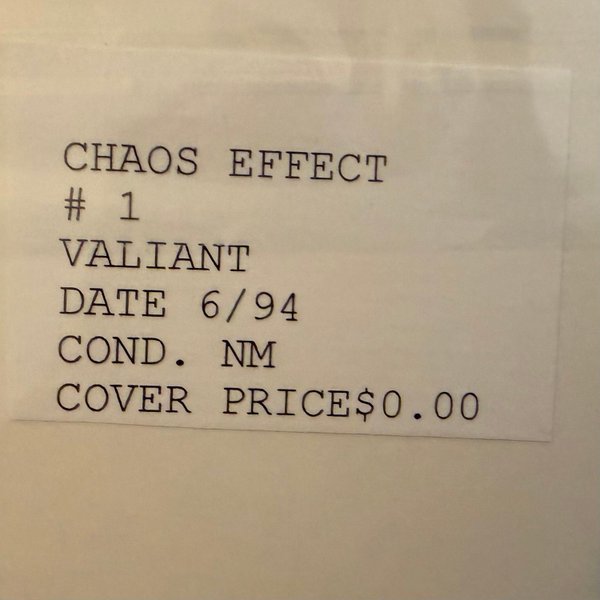 CHAOS EFFECT
# 1
VALIANT
DATE 6/94
COND. NM
COVER PRICE$0.00